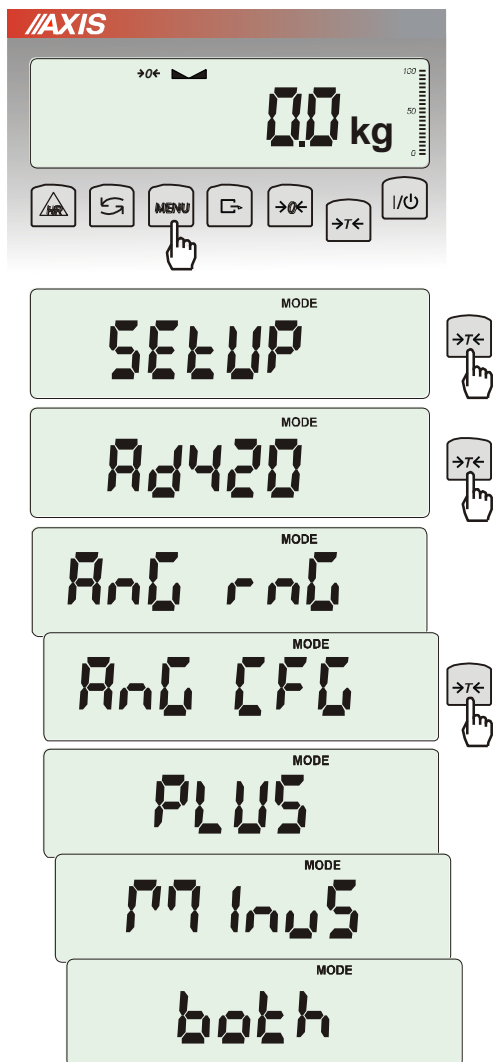 AXIS
→0←
100
0.0 kg
50
0
HR MENU →0← →T← I/⏻
MODE
SEtUP
→T←
MODE
Ad420
→T←
MODE
AnG rnG
MODE
AnG CFG
→T←
MODE
PLUS
MODE
MInuS
MODE
both